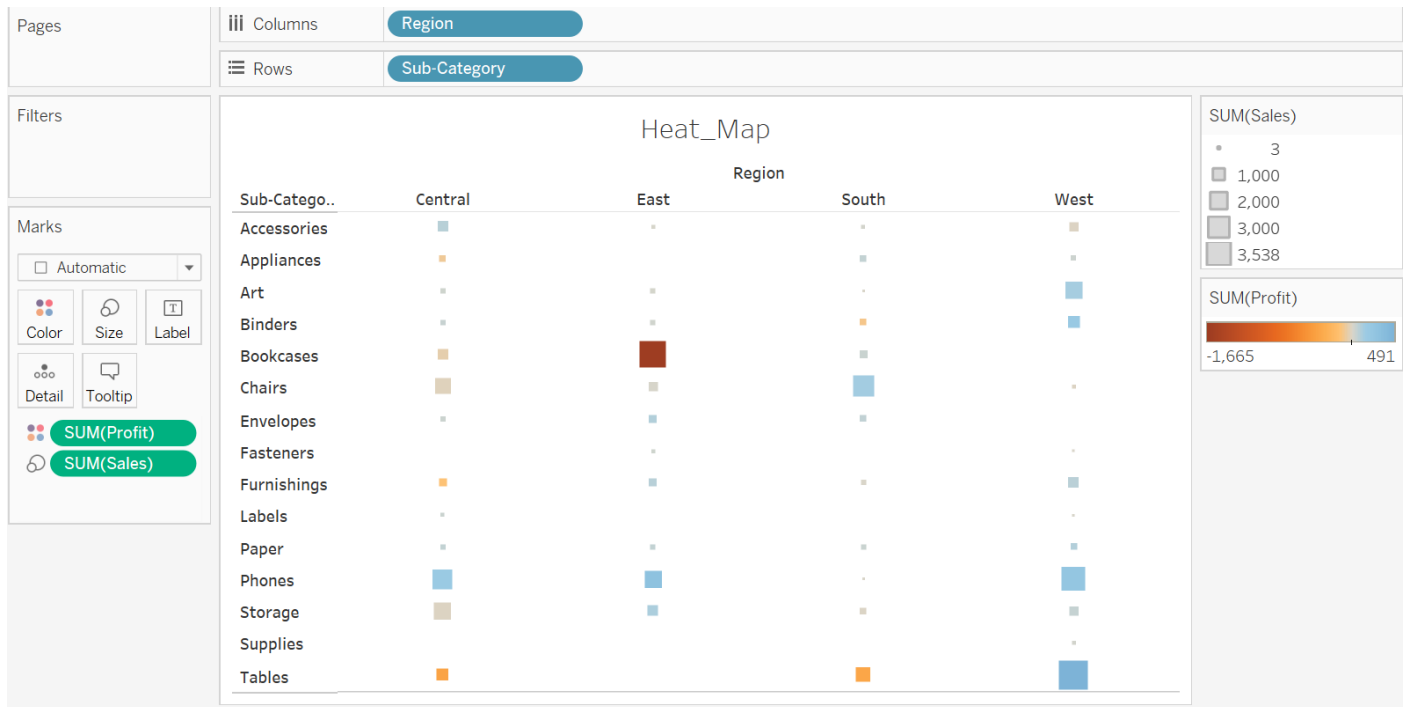 Pages
Columns
Region
Rows
Sub-Category
Filters
Marks
Automatic
Color
Size
T
Label
Detail
Tooltip
SUM(Profit)
SUM(Sales)
Heat_Map
Region
Sub-Catego.. Central East South West
Accessories
Appliances
Art
Binders
Bookcases
Chairs
Envelopes
Fasteners
Furnishings
Labels
Paper
Phones
Storage
Supplies
Tables
SUM(Sales)
3
1,000
2,000
3,000
3,538
SUM(Profit)
-1,665 491